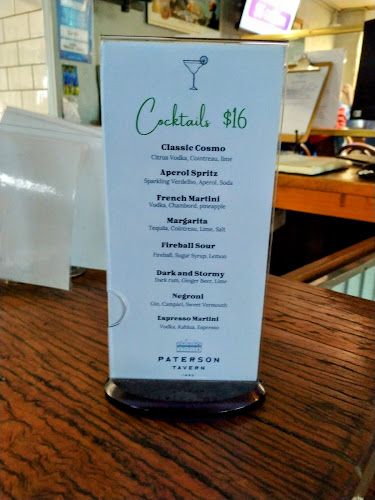 Cocktails $16
Classic Cosmo
Citrus Vodka, Cointreau, lime
Aperol Spritz
Sparkling Verdelho, Aperol, Soda
French Martini
Vodka, Chambord, pineapple
Margarita
Tequila, Cointreau, Lime, Salt
Fireball Sour
Fireball, Sugar Syrup, Lemon
Dark and Stormy
Dark rum, Ginger Beer, Lime
Negroni
Gin, Campari, Sweet Vermouth
Espresso Martini
Vodka, Kahlua, Espresso
PATERSON
TAVERN